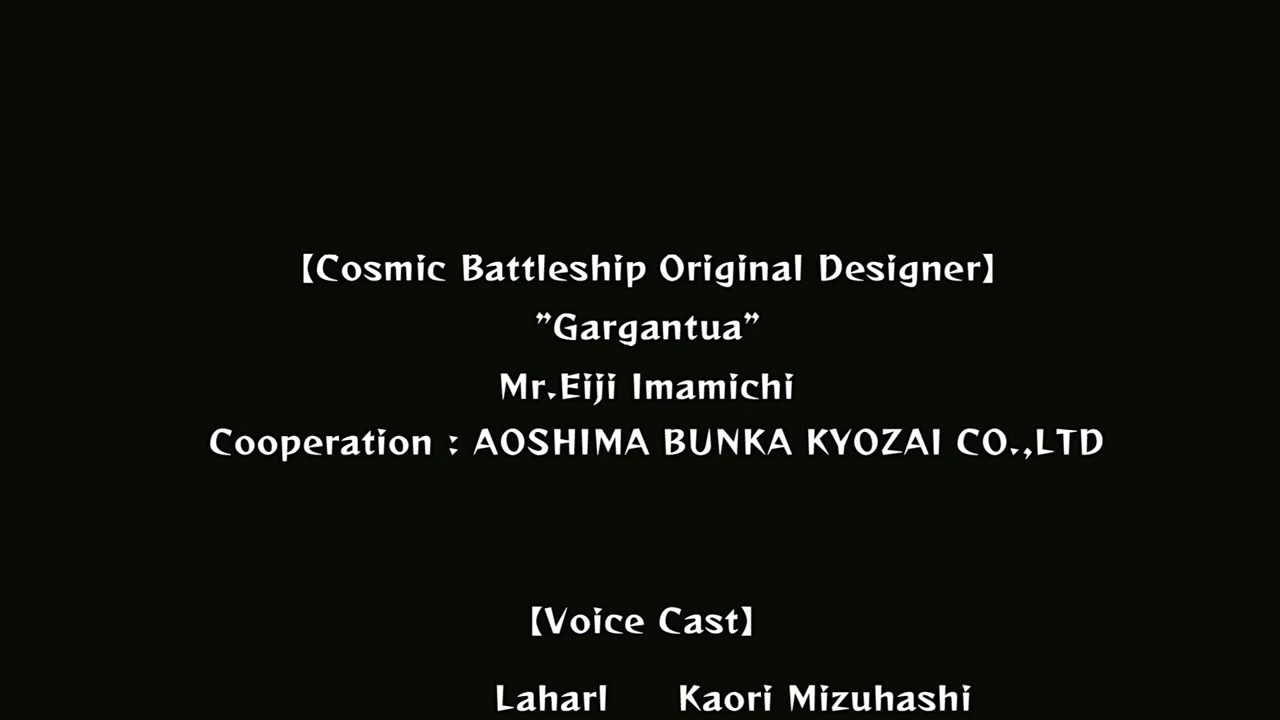 【Cosmic Battleship Original Designer】
”Gargantua”
Mr.Eiji Imamichi
Cooperation : AOSHIMA BUNKA KYOZAI CO.,LTD
【Voice Cast】
Laharl Kaori Mizuhashi